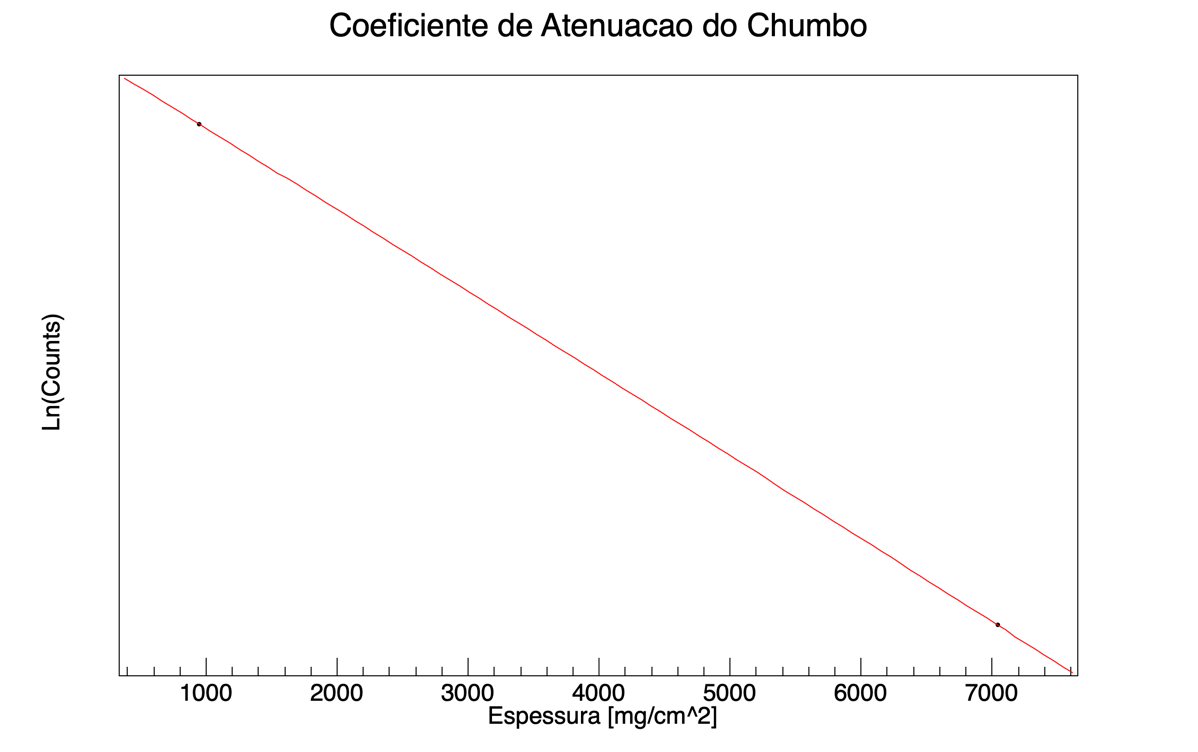 Coeficiente de Atenuacao do Chumbo
Ln(Counts)
1000 2000 3000 4000 5000 6000 7000
Espessura [mg/cm^2]